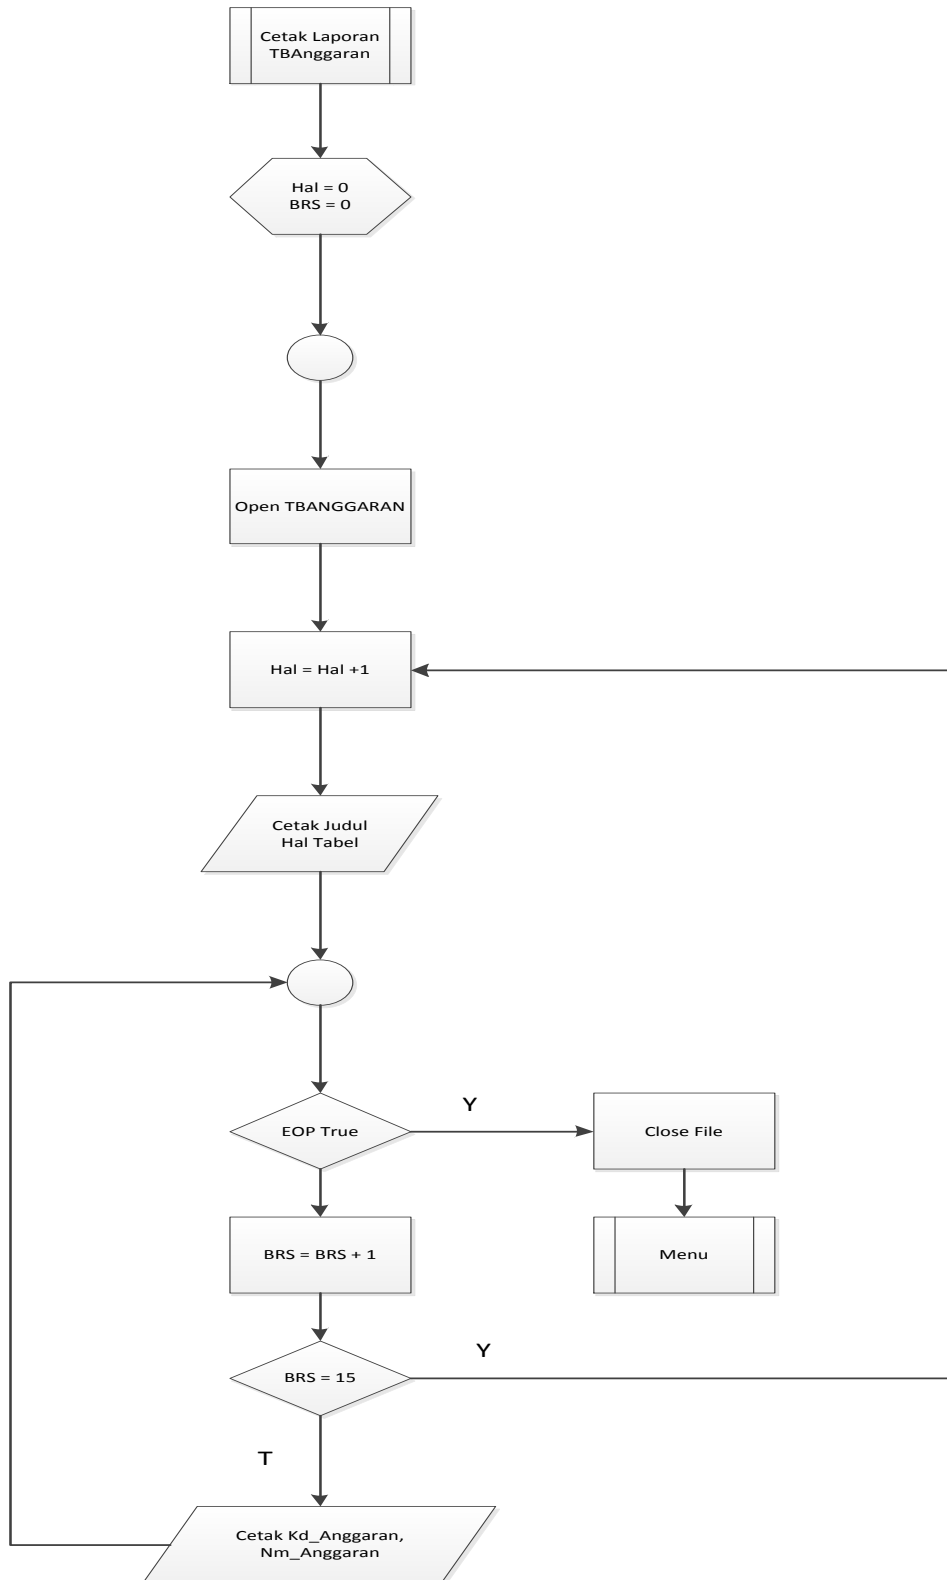 Cetak Laporan
TBAnggaran
Hal = 0
BRS = 0
Open TBANGGARAN
Hal = Hal +1
Cetak Judul
Hal Tabel
EOP True
Y
Close File
BRS = BRS + 1
Menu
BRS = 15
Y
T
Cetak Kd_Anggaran,
Nm_Anggaran